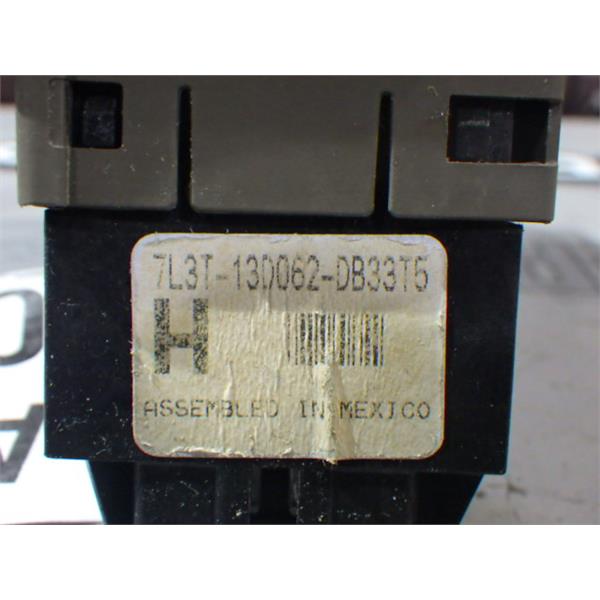 7L3T-13D062-DB33T5
H
ASSEMBLED IN MEXICO